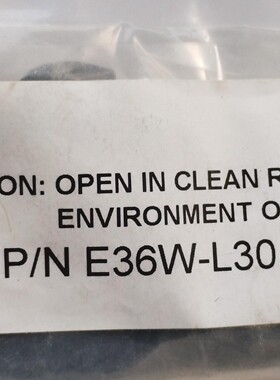 ON: OPEN IN CLEAN R
ENVIRONMENT O
P/N E36W-L30